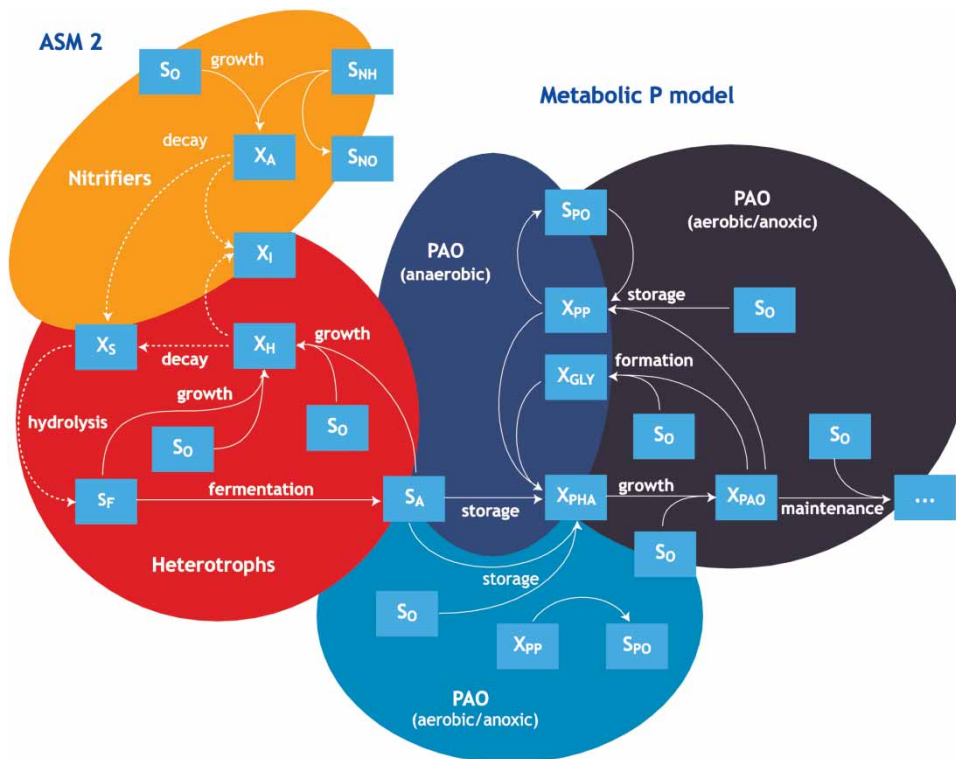 ASM 2
S_O
growth
S_NH
Metabolic P model
decay
X_A
S_NO
Nitrifiers
PAO
(aerobic/anoxic)
S_PO
PAO
(anaerobic)
X_I
X_PP
storage
S_O
X_S
X_H
growth
decay
formation
X_GLY
growth
hydrolysis
S_O
S_O
S_O
S_O
S_F
fermentation
S_A
storage
X_PHA
growth
X_PAO
maintenance
...
Heterotrophs
storage
S_O
S_O
X_PP
S_PO
PAO
(aerobic/anoxic)